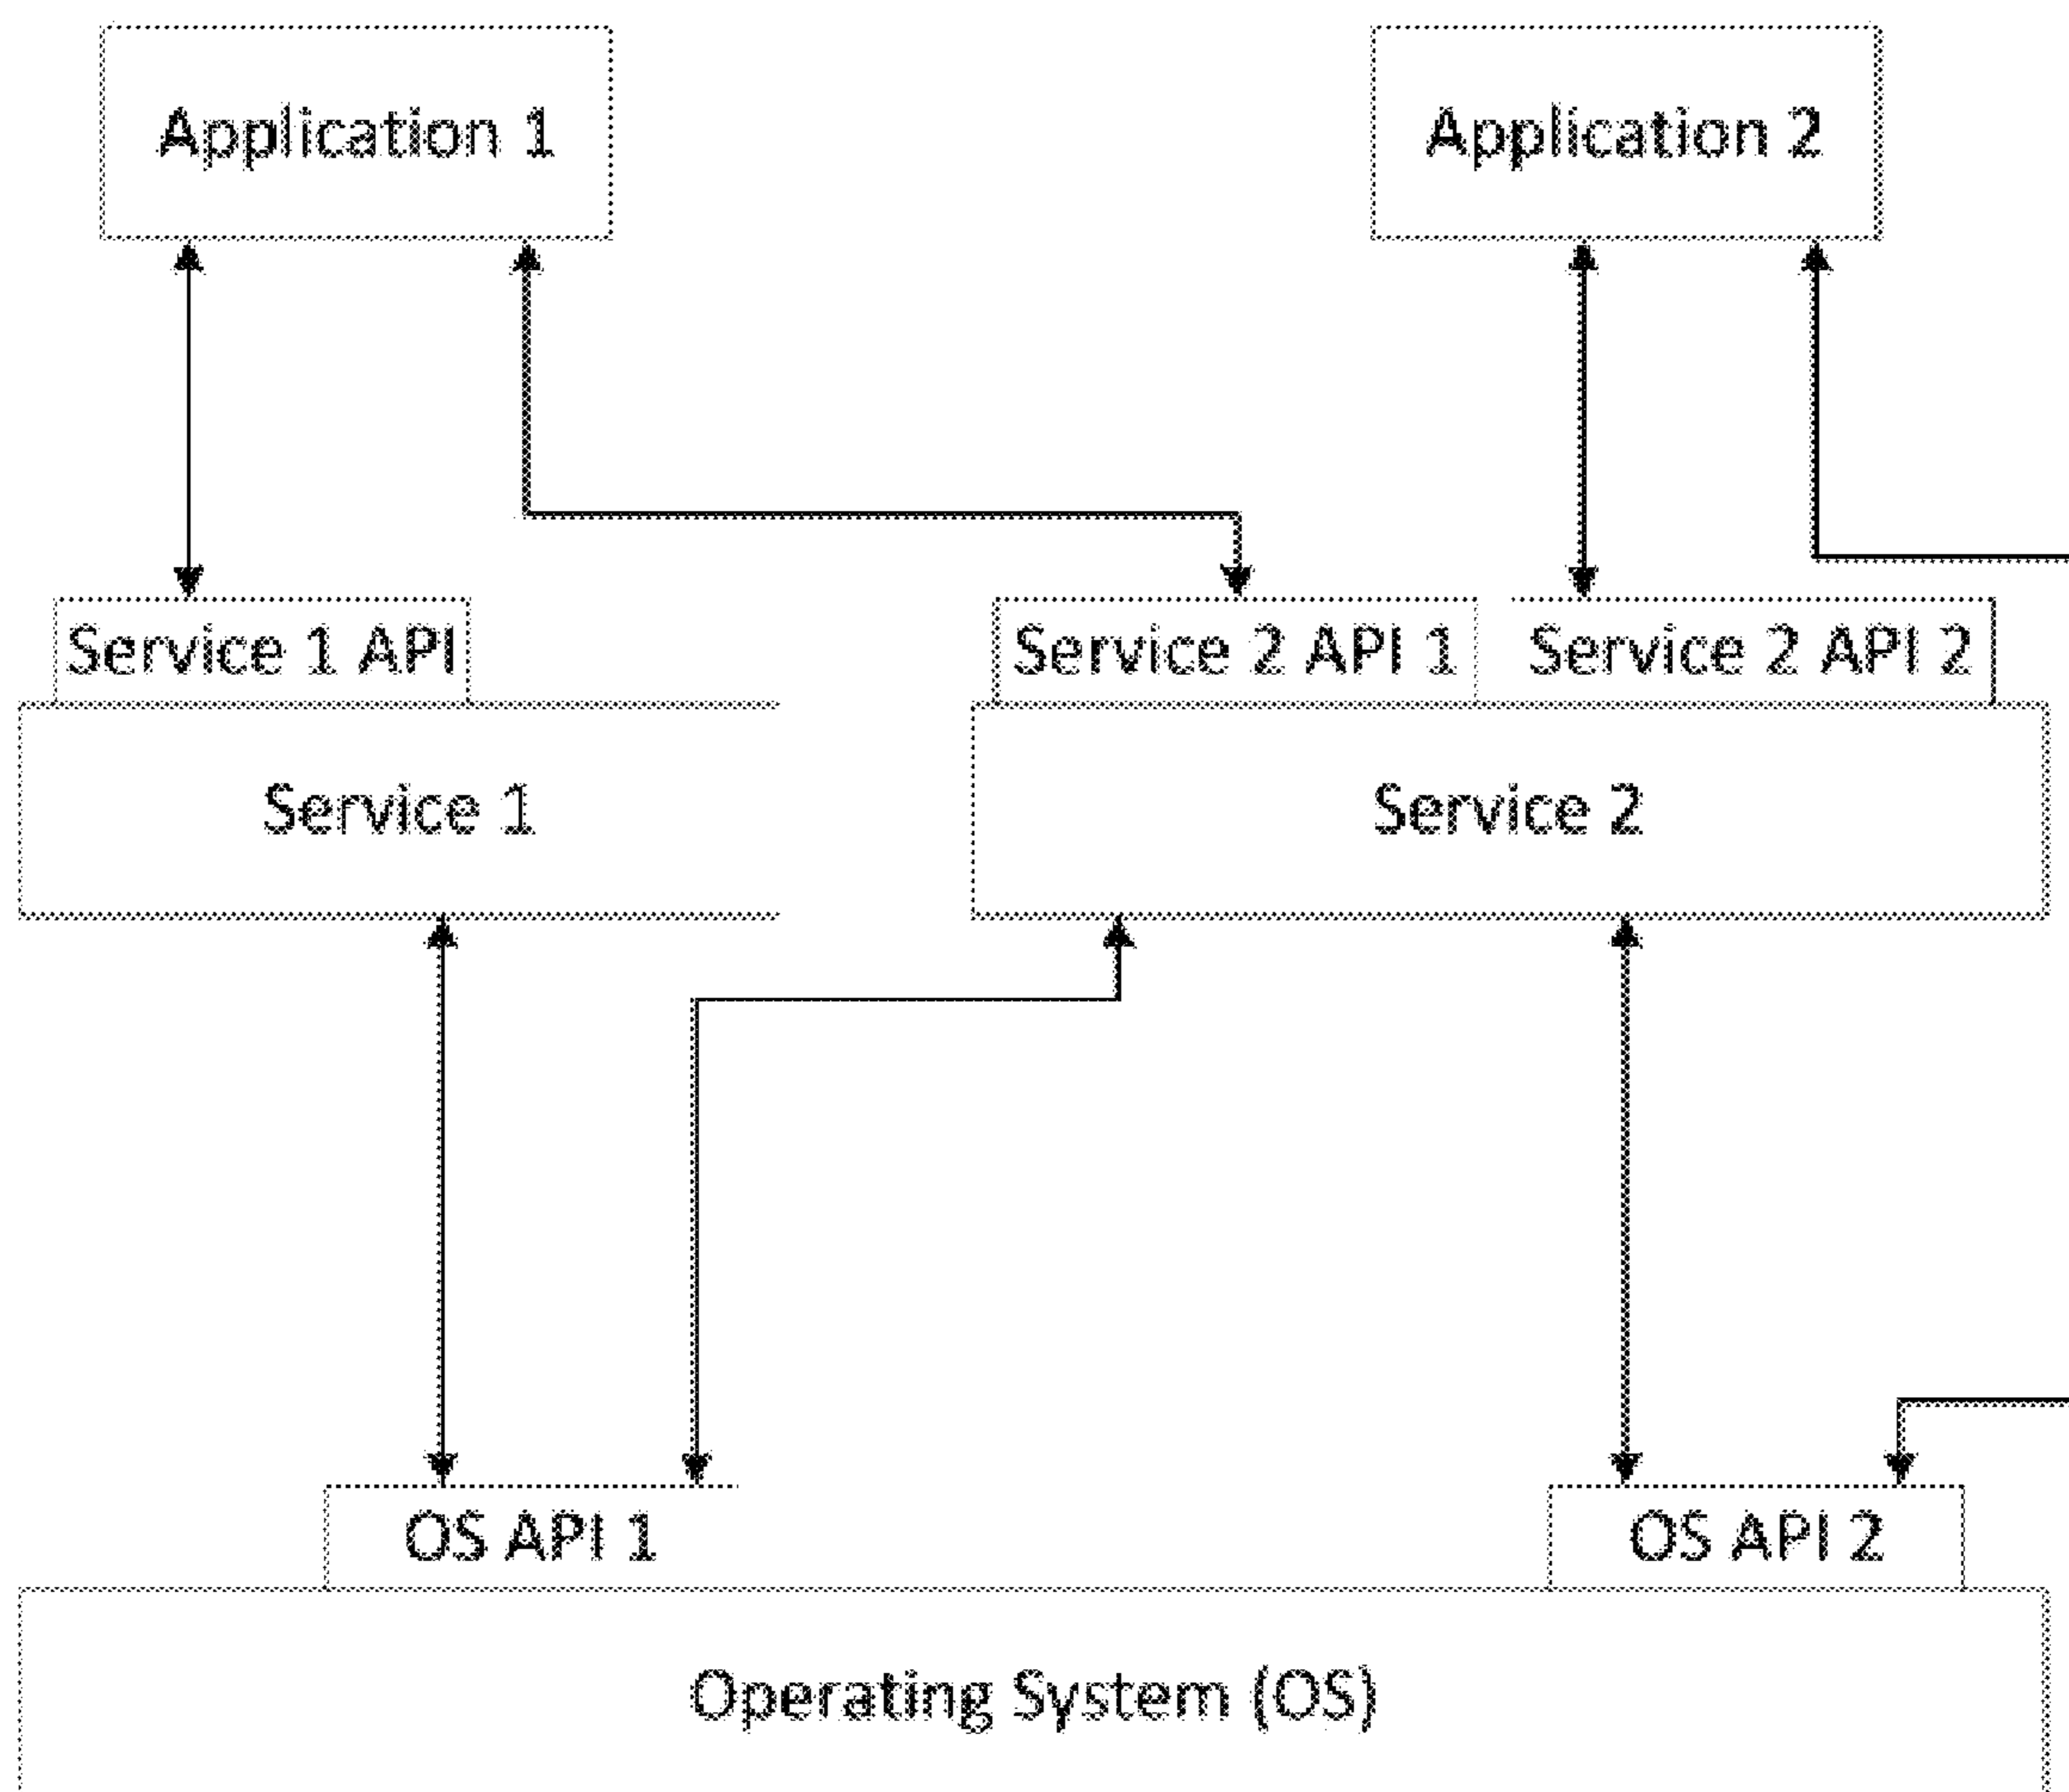 Application 1
Application 2
Service 1 API
Service 2 API 1
Service 2 API 2
Service 1
Service 2
OS API 1
OS API 2
Operating System (OS)